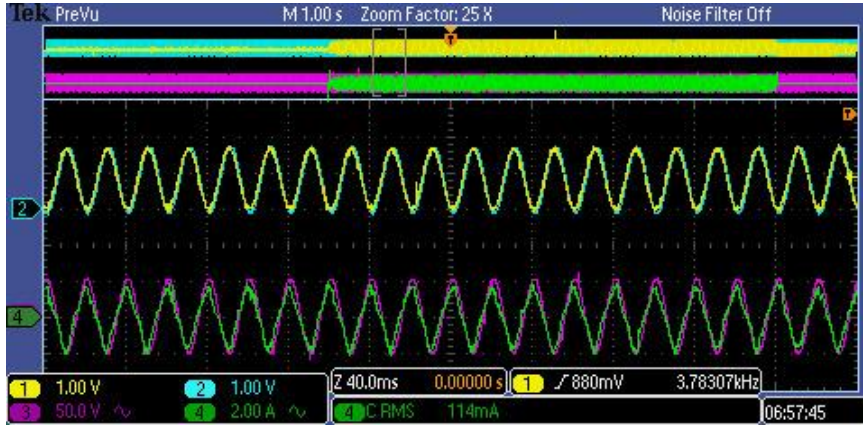 Tek PreVu M 1.00 s Zoom Factor: 25 X Noise Filter Off
T
T
2
4
1 1.00 V 2 1.00 V Z 40.0ms 0.00000 s 1 880mV 3.78307kHz
3 50.0 V 4 2.00 A 4 C RMS 114mA 06:57:45